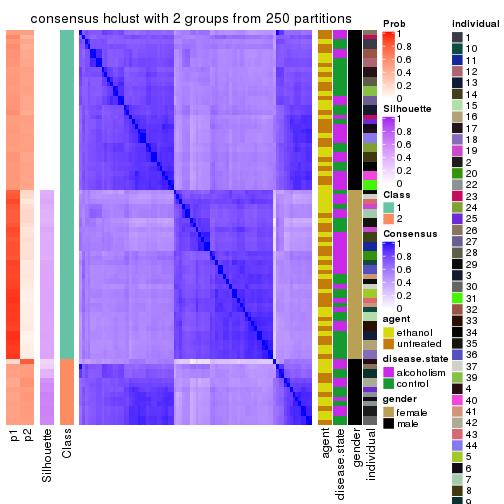 consensus hclust with 2 groups from 250 partitions
Prob
1
0.8
0.6
0.4
0.2
0
Silhouette
1
0.8
0.6
0.4
0.2
0
Class
1
2
Consensus
1
0.8
0.6
0.4
0.2
0
agent
ethanol
untreated
disease.state
alcoholism
control
gender
female
male
individual
1
10
11
12
13
14
15
16
17
18
19
2
20
22
23
24
25
26
27
28
29
3
30
31
32
33
34
35
36
37
39
4
40
41
42
43
44
5
6
7
8
9
p1
p2
Silhouette
Class
agent
disease.state
gender
individual